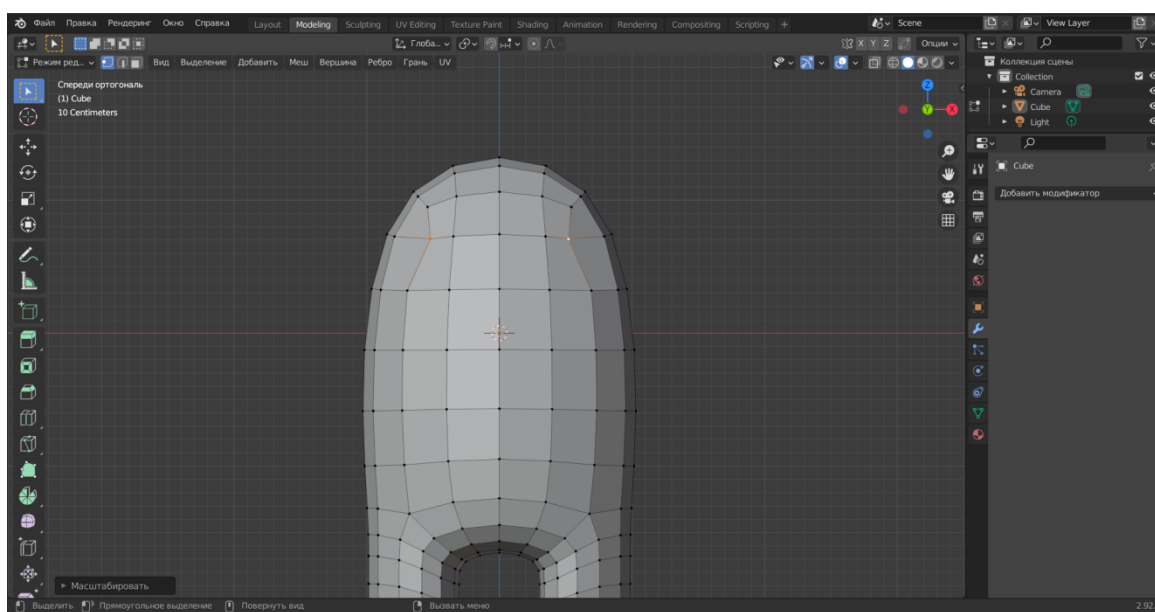 Файл Правка Рендеринг Окно Справка Layout Modeling Sculpting UV Editing Texture Paint Shading Animation Rendering Compositing Scripting + Scene View Layer
Глоба... X Y Z Опции
Режим ред... Вид Выделение Добавить Меш Вершина Ребро Грань UV
Коллекция сцены
Collection
Camera
Cube
Light
Спереди ортогональ
(1) Cube
10 Centimeters
Z
Y
X
Cube
Добавить модификатор
Масштабировать
Выделить Прямоугольное выделение Повернуть вид Вызвать меню 2.92